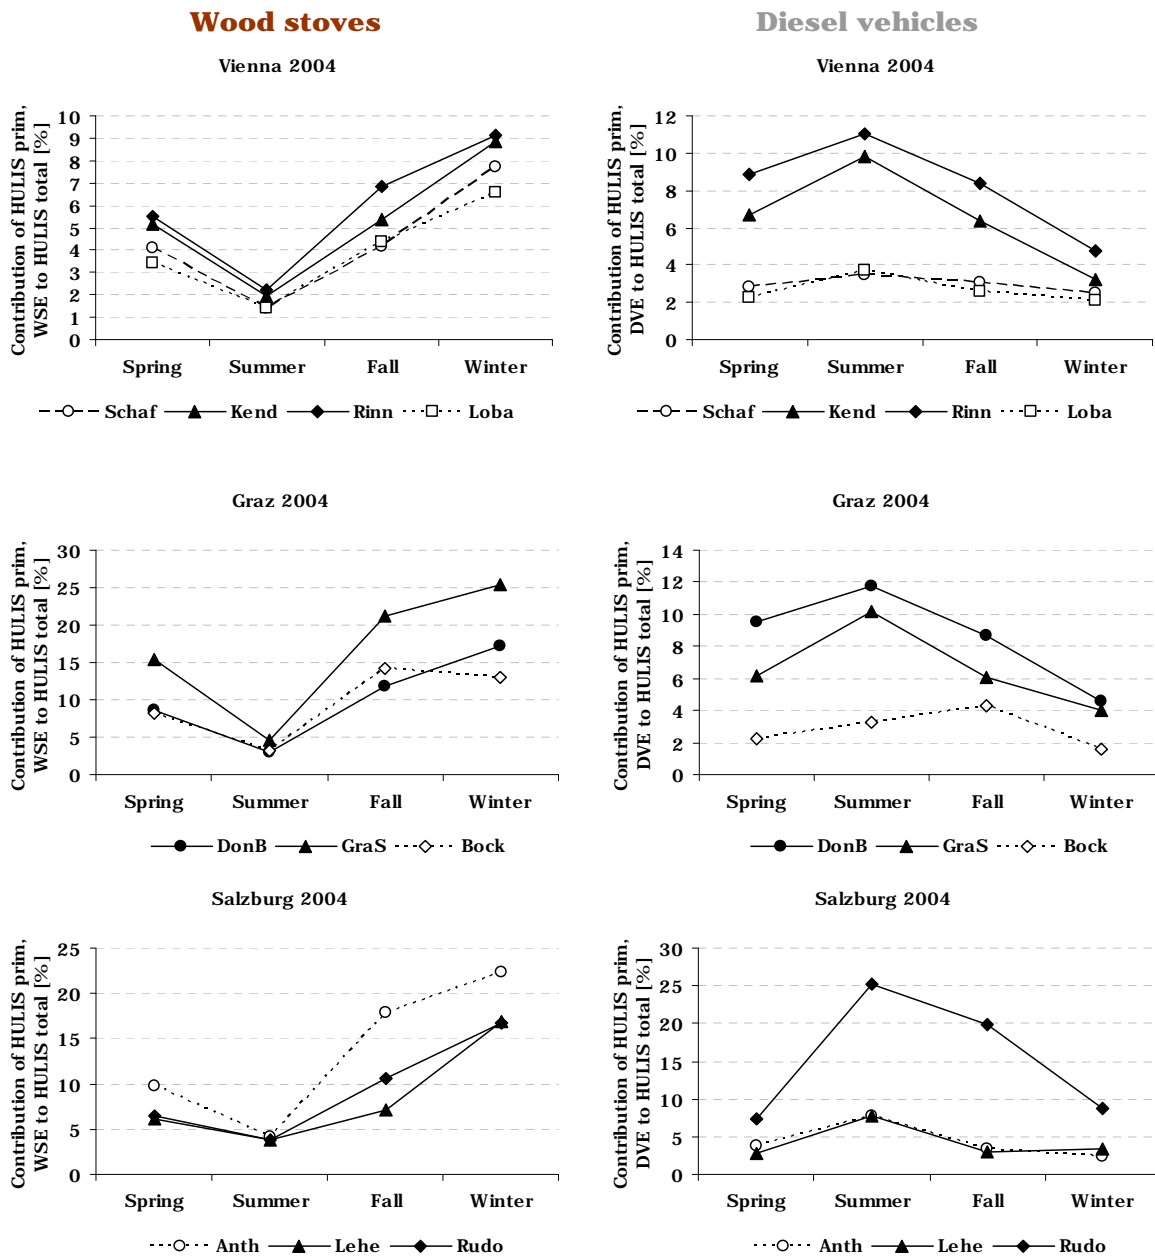 Wood stoves
Diesel vehicles
Vienna 2004
Contribution of HULIS prim,
WSE to HULIS total [%]
10
9
8
7
6
5
4
3
2
1
0
Spring Summer Fall Winter
Schaf Kend Rinn Loba
Vienna 2004
Contribution of HULIS prim,
DVE to HULIS total [%]
12
10
8
6
4
2
0
Spring Summer Fall Winter
Schaf Kend Rinn Loba
Graz 2004
Contribution of HULIS prim,
WSE to HULIS total [%]
30
25
20
15
10
5
0
Spring Summer Fall Winter
DonB GraS Bock
Graz 2004
Contribution of HULIS prim,
DVE to HULIS total [%]
14
12
10
8
6
4
2
0
Spring Summer Fall Winter
DonB GraS Bock
Salzburg 2004
Contribution of HULIS prim,
WSE to HULIS total [%]
25
20
15
10
5
0
Spring Summer Fall Winter
Anth Lehe Rudo
Salzburg 2004
Contribution of HULIS prim,
DVE to HULIS total [%]
30
25
20
15
10
5
0
Spring Summer Fall Winter
Anth Lehe Rudo